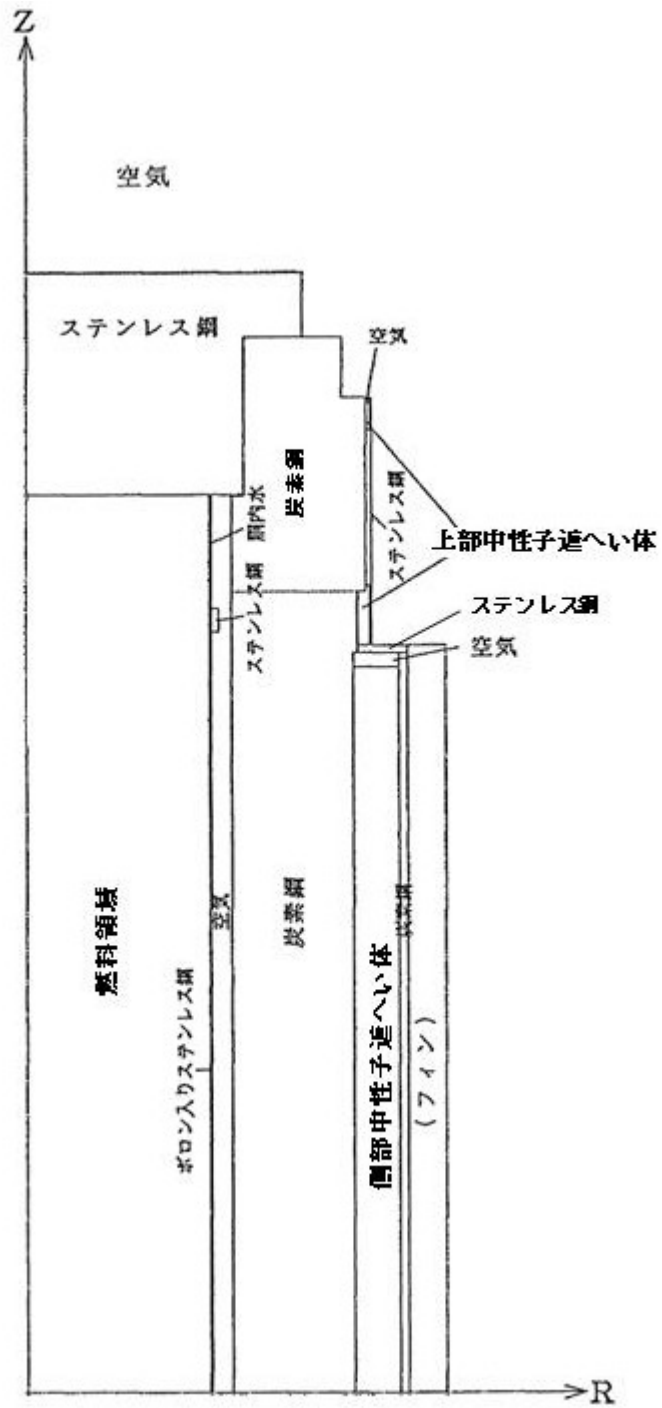 Z
空気
ステンレス鋼
空気
炭素鋼
胴内水
ステンレス鋼
上部中性子遮へい体
ステンレス鋼
ステンレス鋼
空気
燃料領域
空気
炭素鋼
炭素鋼
側部中性子遮へい体
(フィン)
ボロン入りステンレス鋼
R